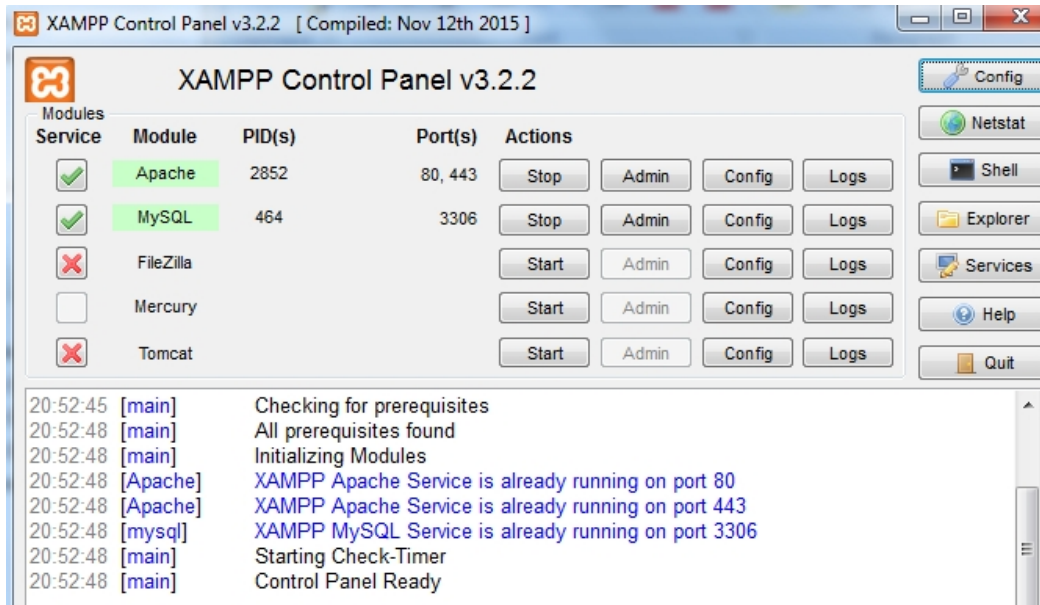 XAMPP Control Panel v3.2.2 [ Compiled: Nov 12th 2015 ]
XAMPP Control Panel v3.2.2
Config
Modules
Service Module PID(s) Port(s) Actions
Netstat
Apache 2852 80, 443 Stop Admin Config Logs
Shell
MySQL 464 3306 Stop Admin Config Logs
Explorer
FileZilla Start Admin Config Logs
Services
Mercury Start Admin Config Logs
Help
Tomcat Start Admin Config Logs
Quit
20:52:45 [main] Checking for prerequisites
20:52:48 [main] All prerequisites found
20:52:48 [main] Initializing Modules
20:52:48 [Apache] XAMPP Apache Service is already running on port 80
20:52:48 [Apache] XAMPP Apache Service is already running on port 443
20:52:48 [mysql] XAMPP MySQL Service is already running on port 3306
20:52:48 [main] Starting Check-Timer
20:52:48 [main] Control Panel Ready